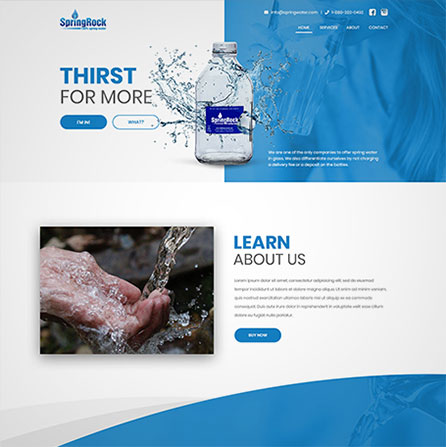 SpringRock
info@springwater.com 1-888-320-0402
HOME SERVICES ABOUT CONTACT
THIRST
FOR MORE
I'M IN! WHAT?
SpringRock
We are one of the only companies to offer spring water
in glass. We also differentiate ourselves by not charging
a delivery fee or a deposit on the bottles.
LEARN
ABOUT US
Lorem ipsum dolor sit amet, consectetur adipiscing elit, sed do eiusmod
tempor incididunt ut labore et dolore magna aliqua. Ut enim ad minim veniam,
quis nostrud exercitation ullamco laboris nisi ut aliquip ex ea commodo
consequat. Duis aute irure dolor in reprehenderit in voluptate velit esse cillum dolore eu
fugiat nulla pariatur.
BUY NOW